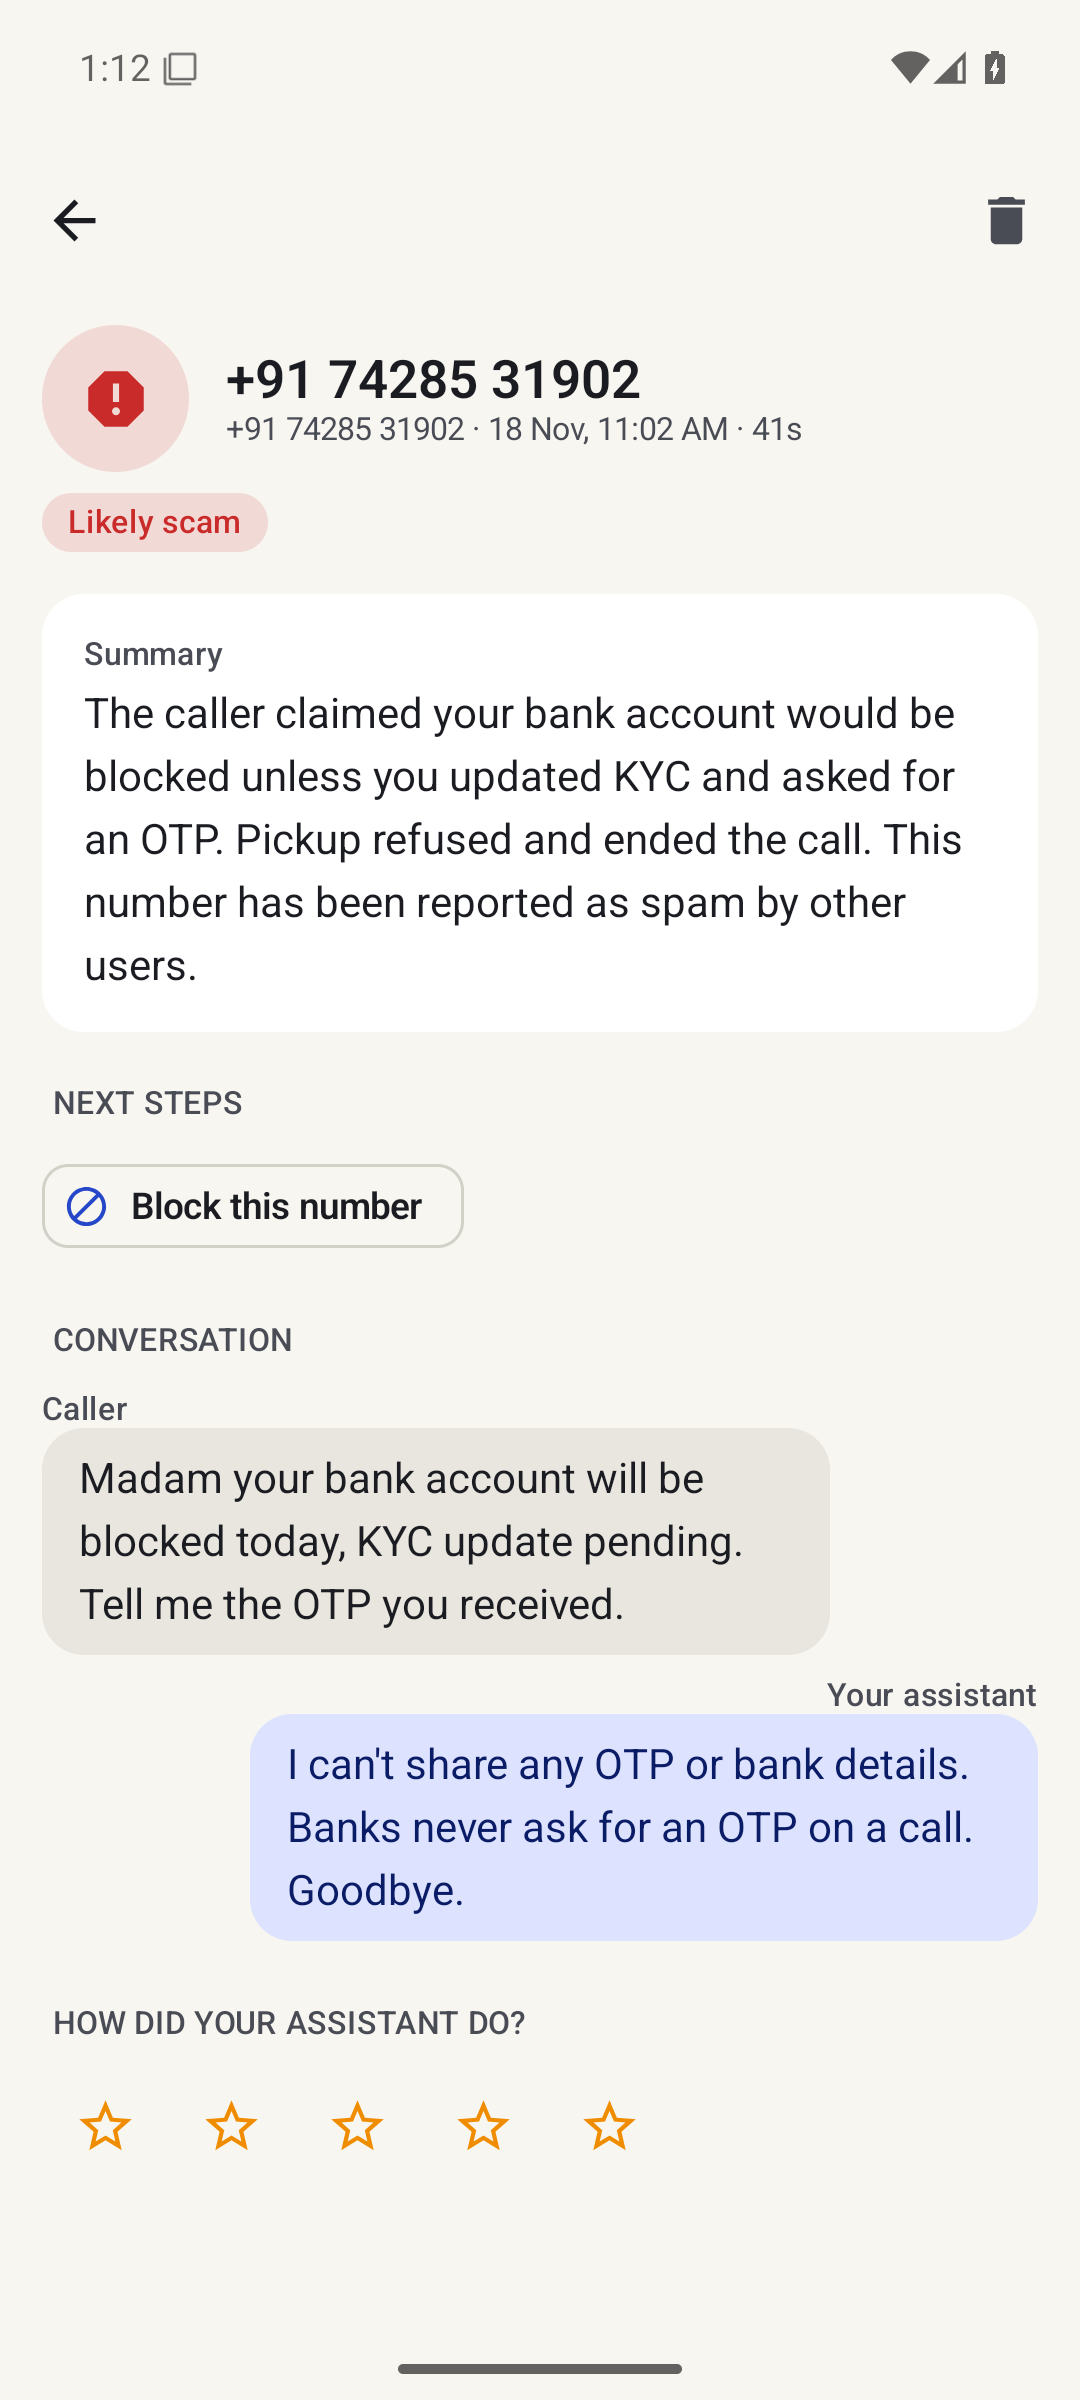 1:12
+91 74285 31902
+91 74285 31902 · 18 Nov, 11:02 AM · 41s
Likely scam
Summary
The caller claimed your bank account would be
blocked unless you updated KYC and asked for
an OTP. Pickup refused and ended the call. This
number has been reported as spam by other
users.
NEXT STEPS
Block this number
CONVERSATION
Caller
Madam your bank account will be
blocked today, KYC update pending.
Tell me the OTP you received.
Your assistant
I can't share any OTP or bank details.
Banks never ask for an OTP on a call.
Goodbye.
HOW DID YOUR ASSISTANT DO?